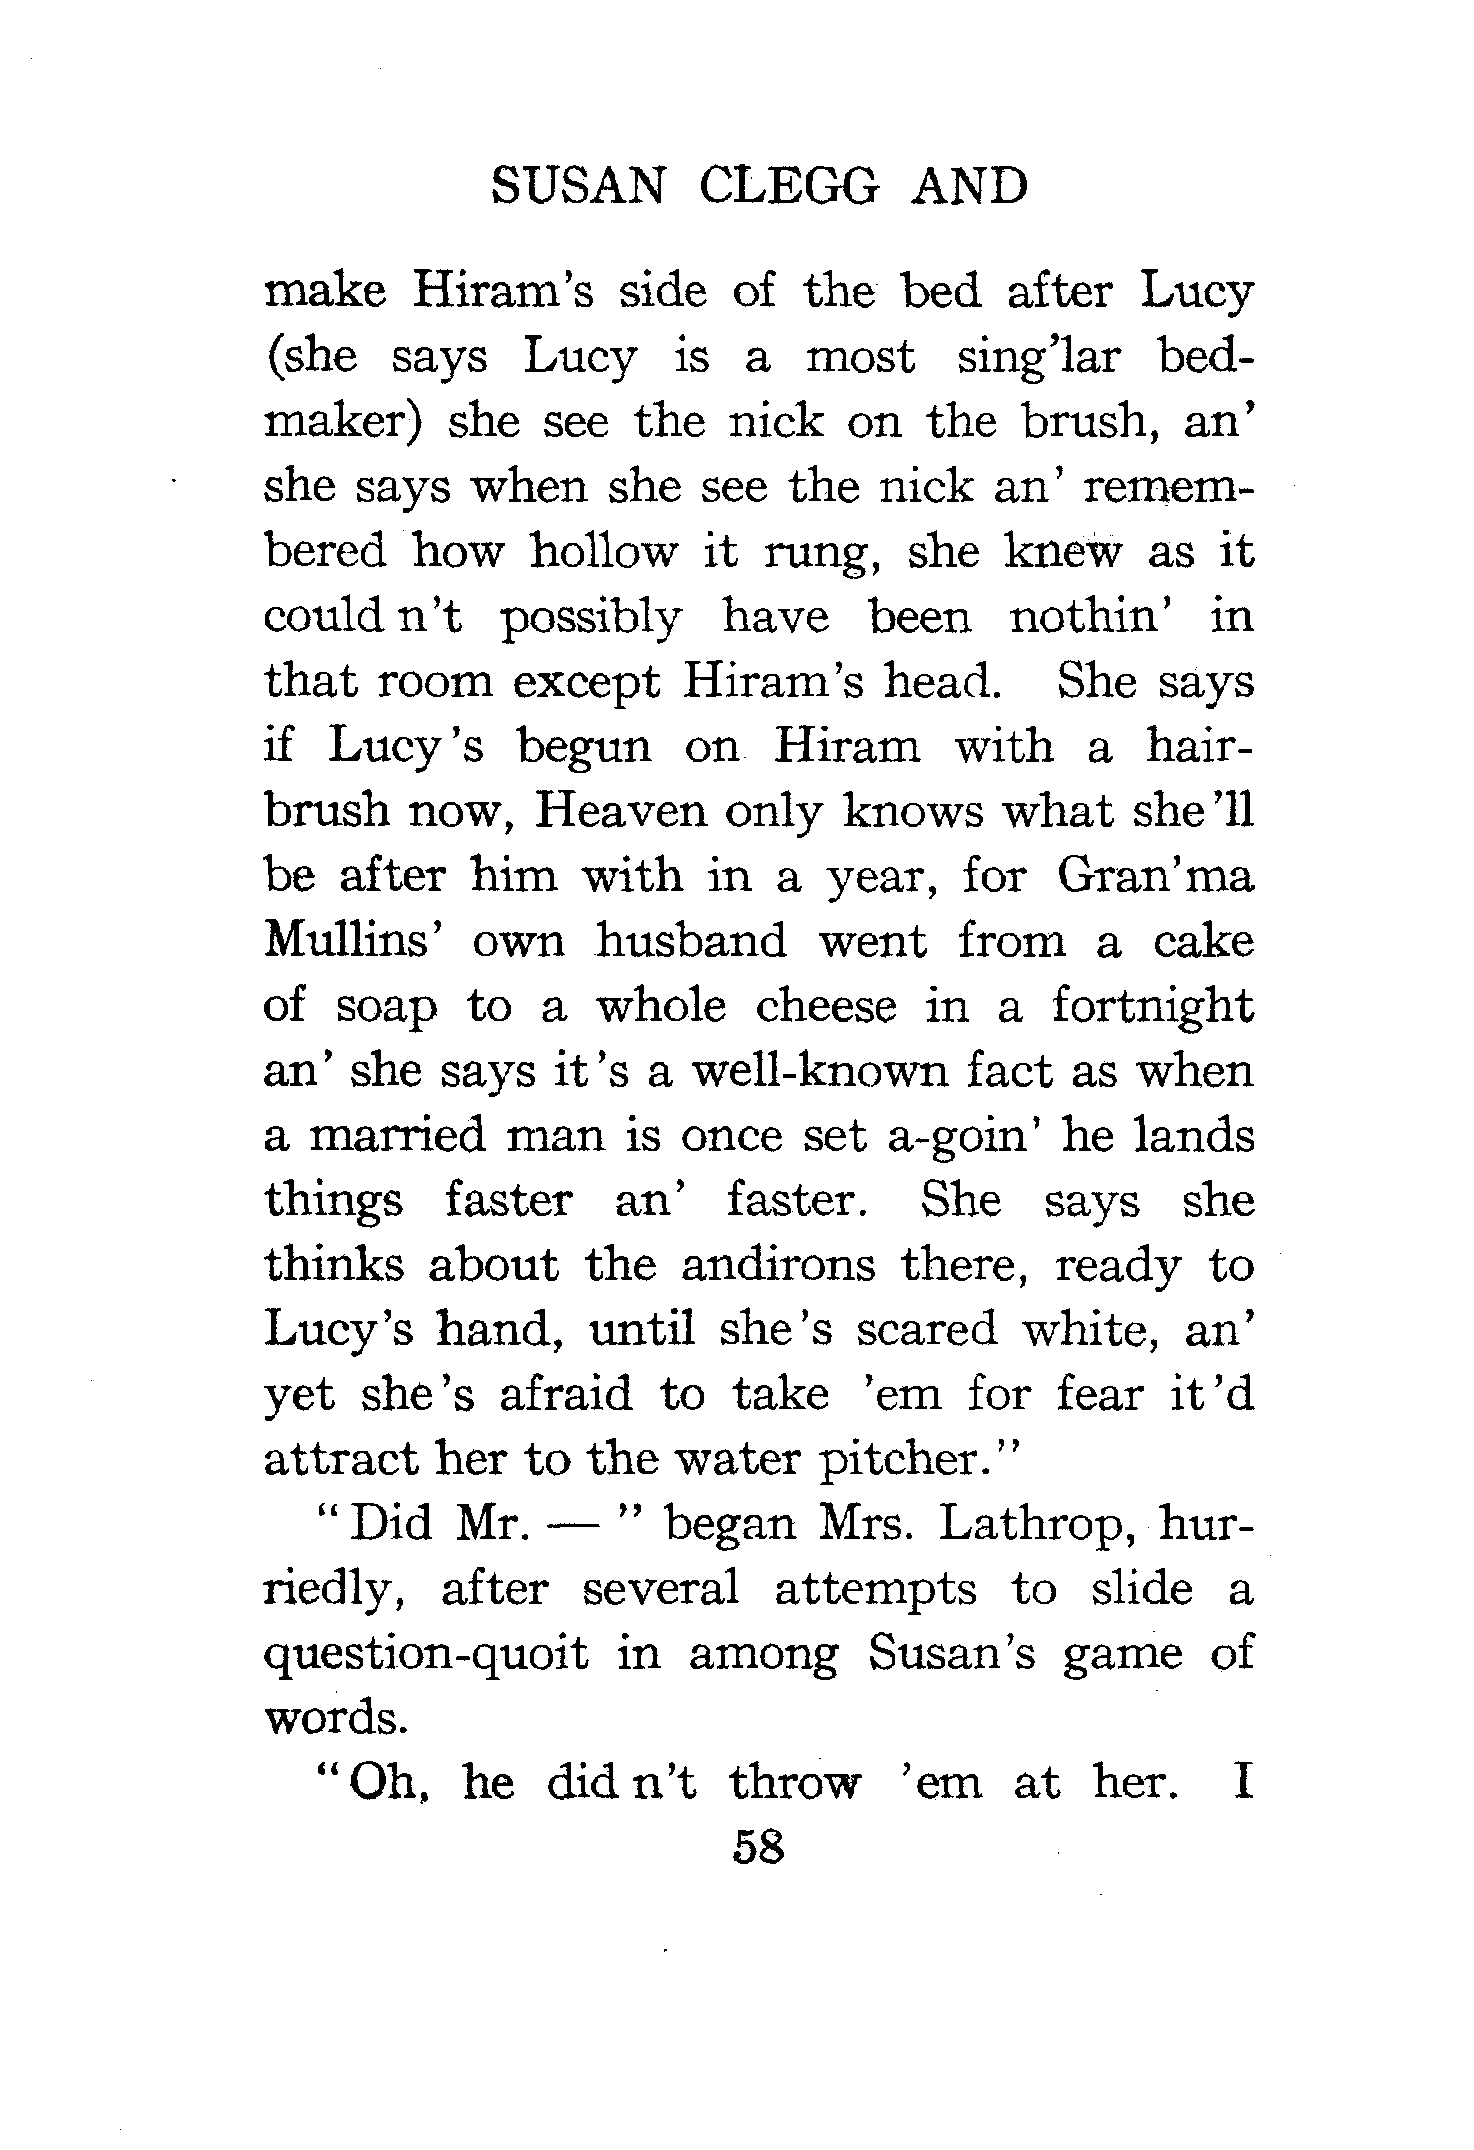 SUSAN CLEGG AND
make Hiram's side of the bed after Lucy
(she says Lucy is a most sing'lar bed-
maker) she see the nick on the brush, an'
she says when she see the nick an' remem-
bered how hollow it rung, she knew as it
could n't possibly have been nothin' in
that room except Hiram's head. She says
if Lucy 's begun on Hiram with a hair-
brush now, Heaven only knows what she 'll
be after him with in a year, for Gran'ma
Mullins' own husband went from a cake
of soap to a whole cheese in a fortnight
an' she says it 's a well-known fact as when
a married man is once set a-goin' he lands
things faster an' faster. She says she
thinks about the andirons there, ready to
Lucy's hand, until she 's scared white, an'
yet she 's afraid to take 'em for fear it 'd
attract her to the water pitcher."
"Did Mr. — " began Mrs. Lathrop, hur-
riedly, after several attempts to slide a
question-quoit in among Susan's game of
words.
"Oh, he did n't throw 'em at her. I
58